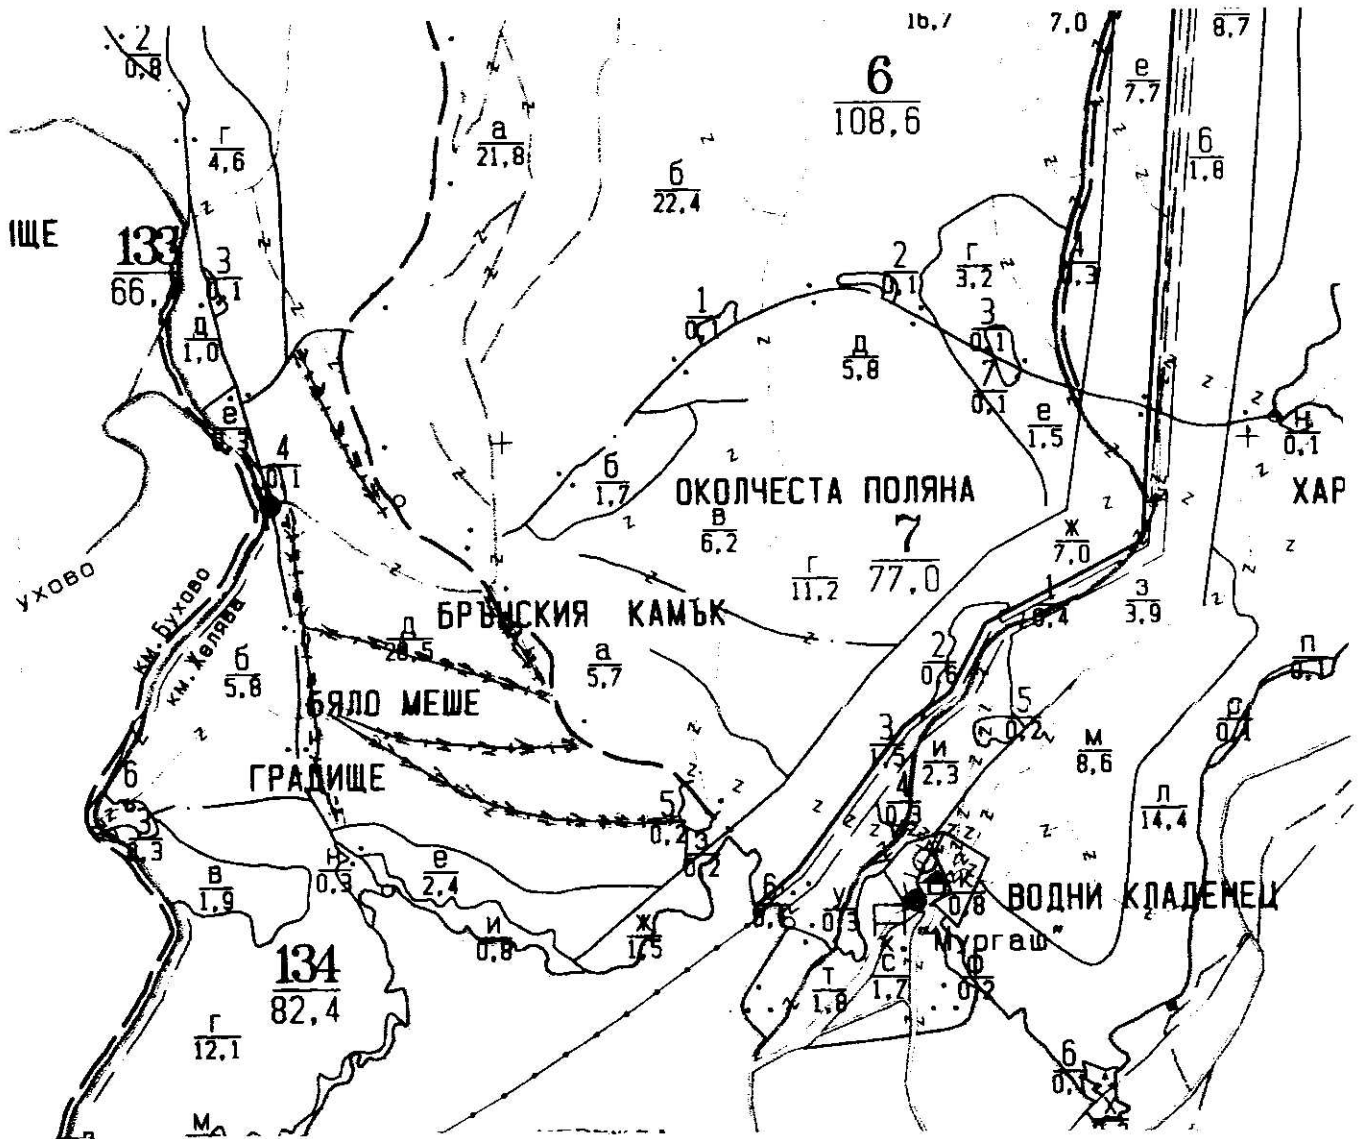 16,7
7,0
8,7
2
0,8
г
4,6
а
21,8
6
108,6
е
7,7
б
1,8
б
22,4
ИЩЕ
133
66,
3
0,1
д
1,0
2
0,1
г
3,2
4
0,3
1
0,1
3
0,1
д
5,8
7
0,1
е
1,5
н
0,1
е
4
0,1
б
1,7
ОКОЛЧЕСТА ПОЛЯНА
ХАР
в
6,2
7
77,0
ж
7,0
г
11,2
УХОВО
км. Бухово
км. Желява
БРЪНСКИЯ КАМЪК
1
0,4
з
3,9
д
20,5
б
5,8
а
5,7
2
0,6
п
0,1
БЯЛО МЕШЕ
5
0,2
р
0,1
3
1,5
и
2,3
м
8,6
ГРАДИЩЕ
6
4
0,3
л
14,4
5
0,2
з
0,2
н
0,3
е
2,4
в
1,9
и
0,8
ж
1,5
6
у
0,3
к
0,8
ВОДНИ КЛАДЕНЕЦ
х. "Мургаш"
134
82,4
т
1,8
с
1,7
ф
0,2
г
12,1
6
0,1
м